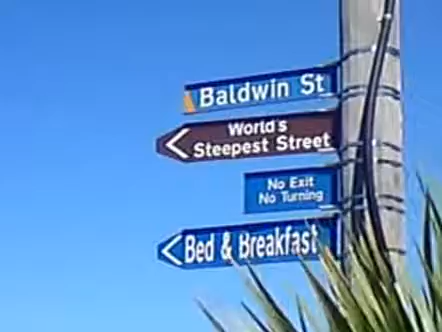 Baldwin St
World's
Steepest Street
No Exit
No Turning
Bed & Breakfast